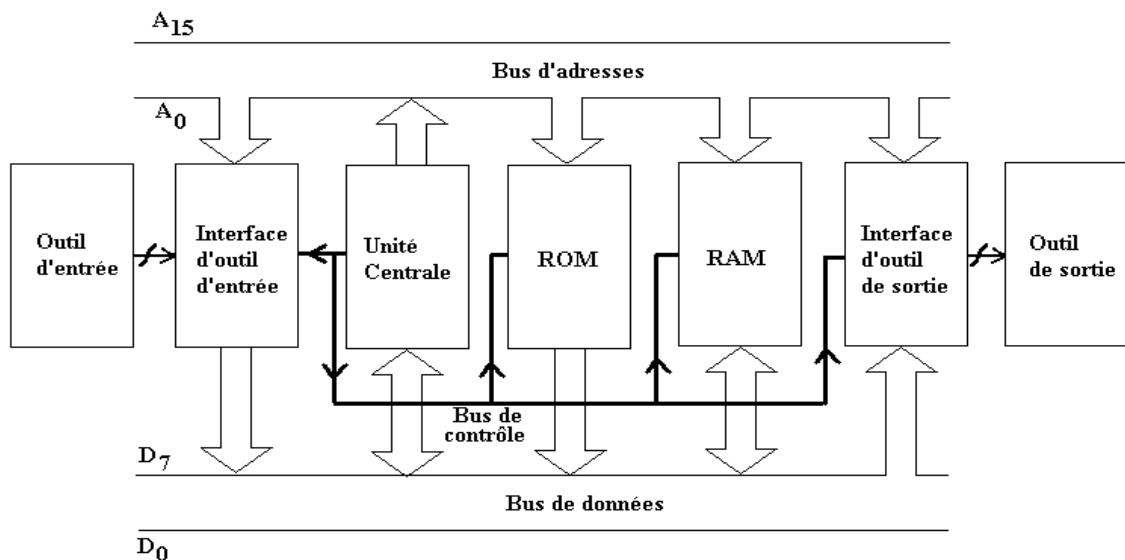 A15
Bus d'adresses
A0
Outil
d'entrée
Interface
d'outil
d'entrée
Unité
Centrale
ROM
RAM
Interface
d'outil
de sortie
Outil
de sortie
Bus de
contrôle
D7
Bus de données
D0